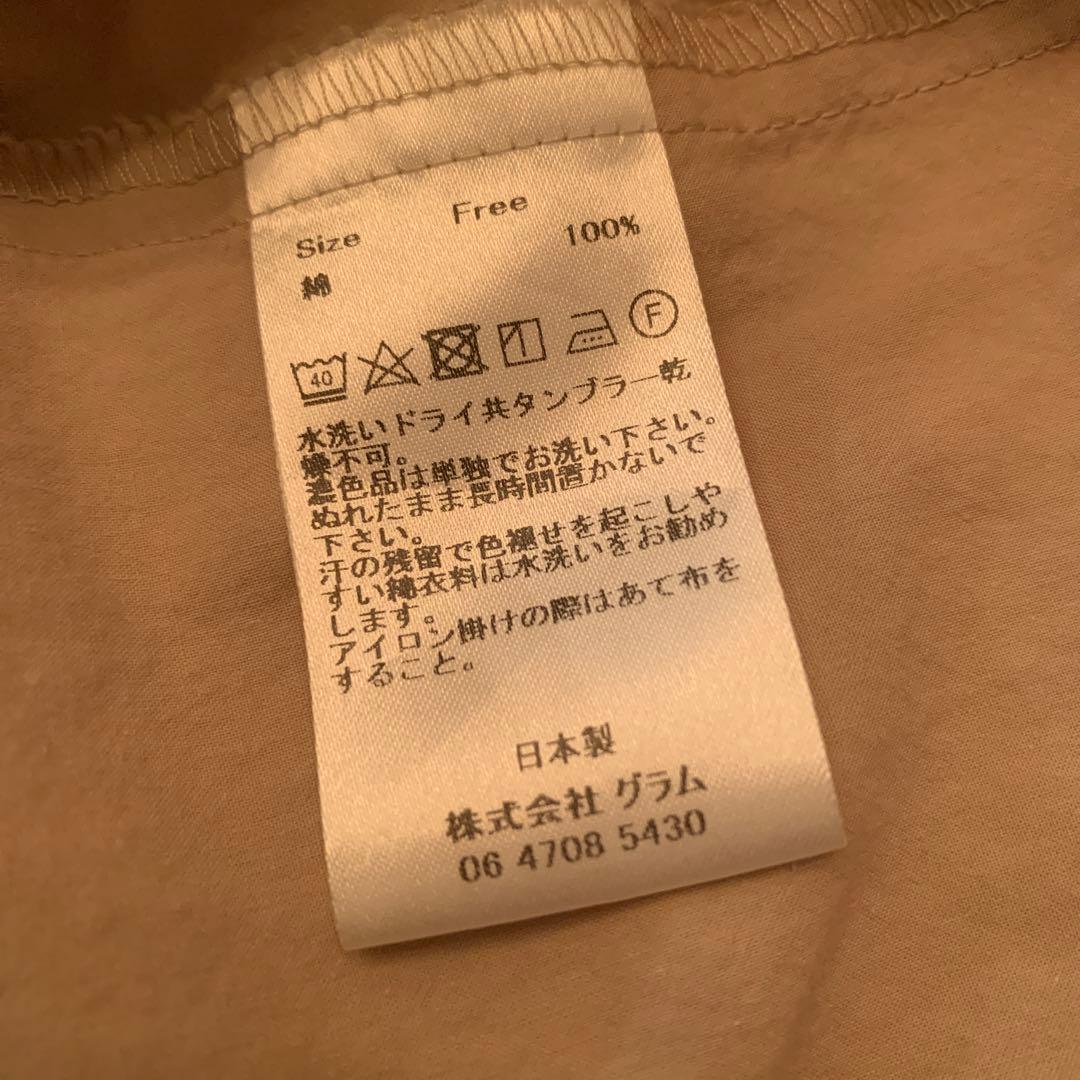 Size Free
綿 100%
40 F
水洗いドライ共タンブラー乾
燥不可。
濃色品は単独でお洗い下さい。
ぬれたまま長時間置かないで
下さい。
汗の残留で色褪せを起こしや
すい綿衣料は水洗いをお勧め
します。
アイロン掛けの際はあて布を
すること。
日本製
株式会社 グラム
06 4708 5430